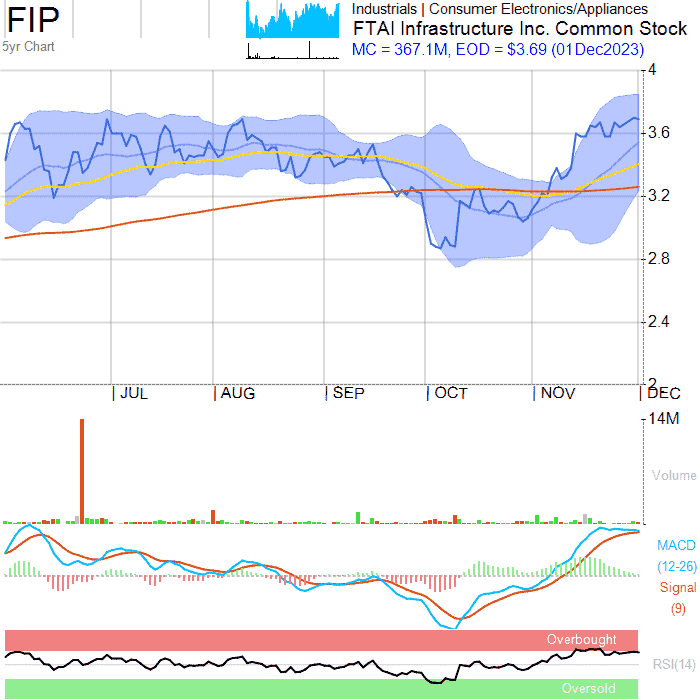 FIP
5yr Chart
Industrials | Consumer Electronics/Appliances
FTAI Infrastructure Inc. Common Stock
MC = 367.1M, EOD = $3.69 (01Dec2023)
4
3.6
3.2
2.8
2.4
2
JUL AUG SEP OCT NOV DEC
14M
Volume
MACD
(12-26)
Signal
(9)
Overbought
RSI(14)
Oversold